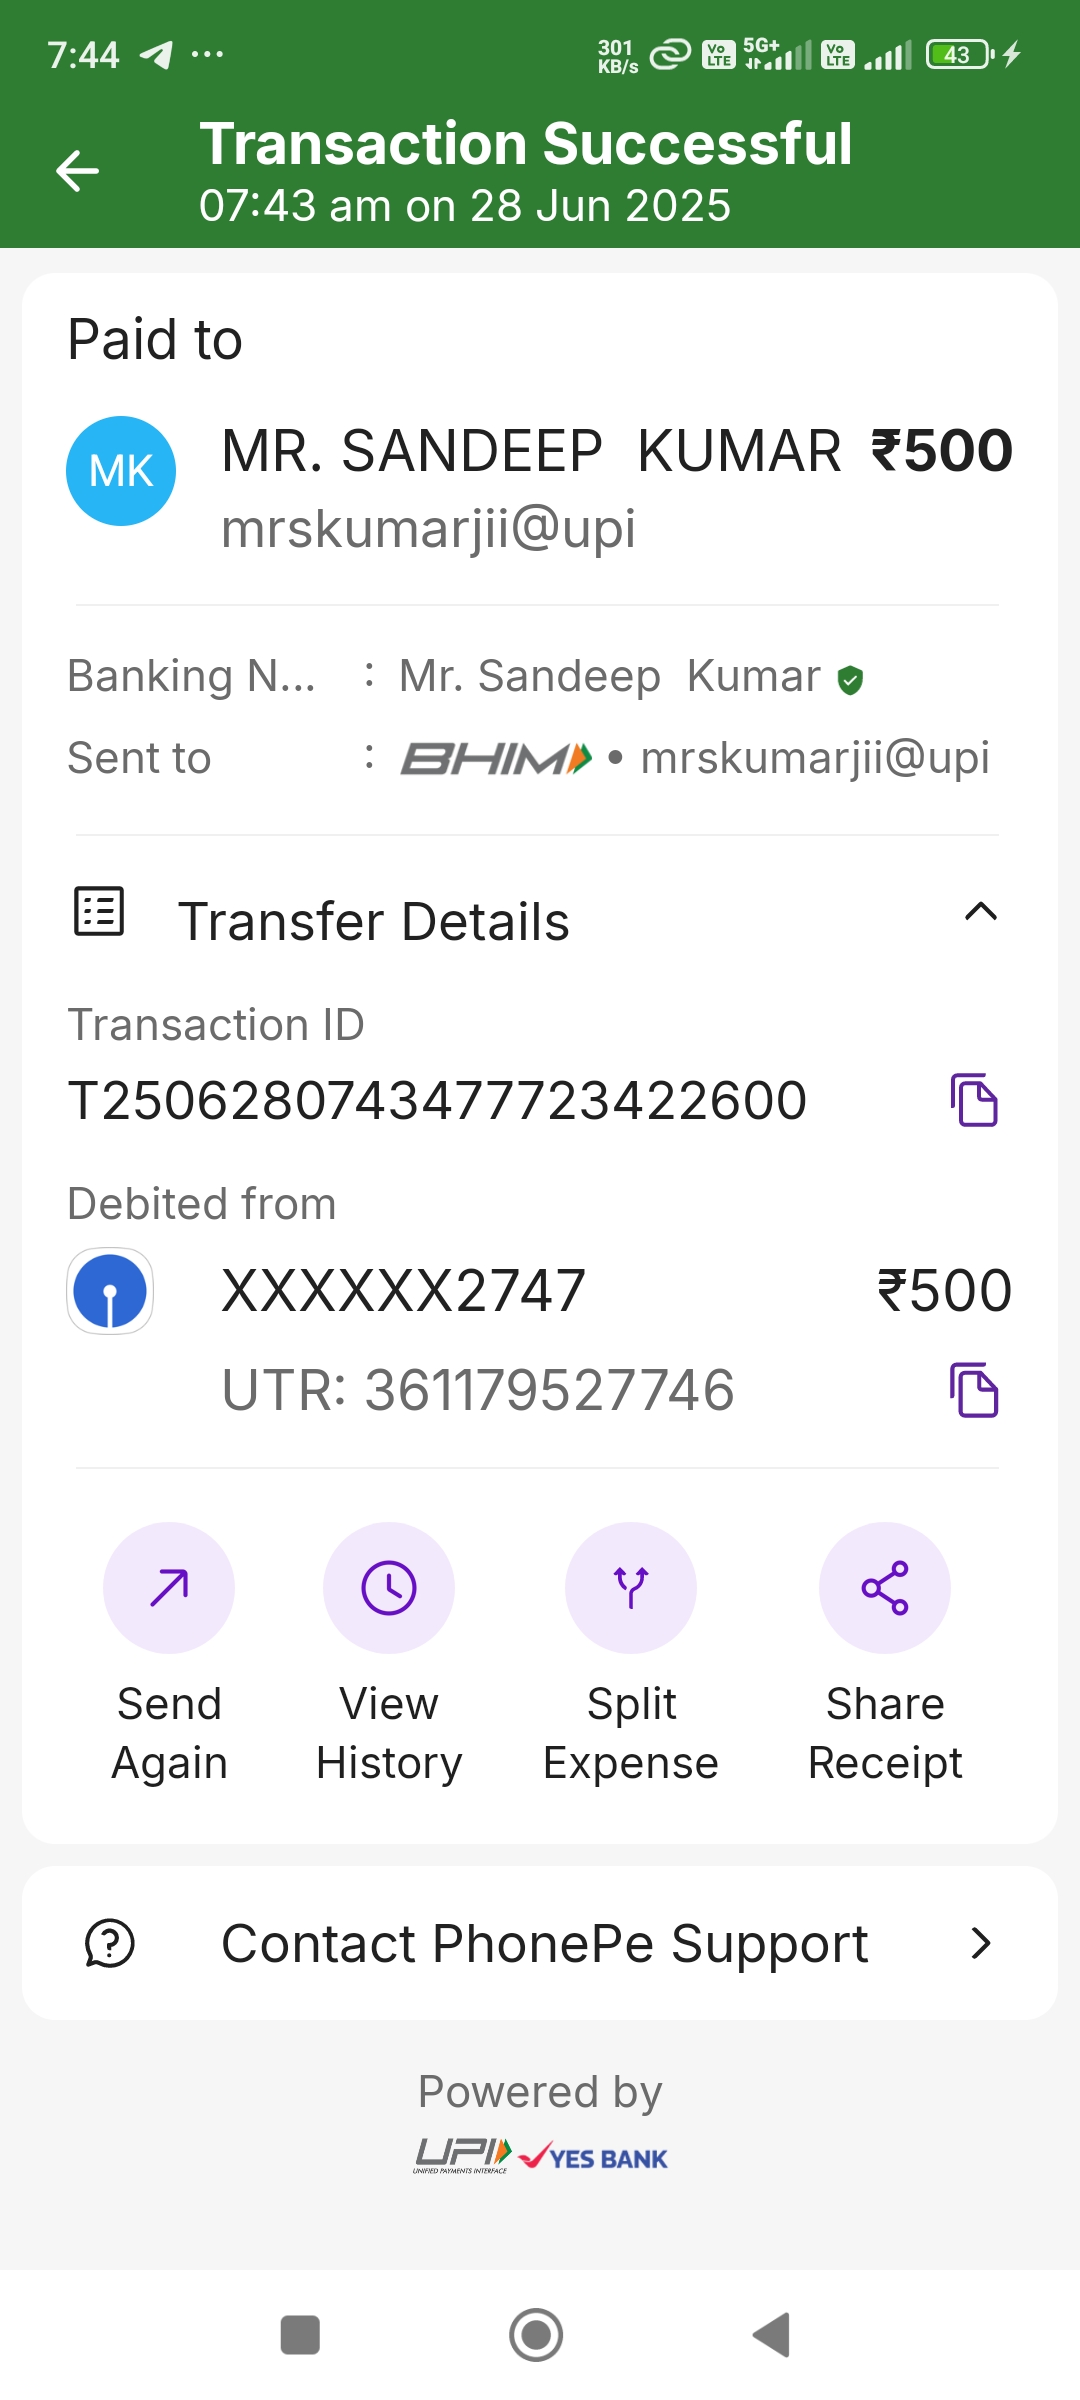 7:44 ... 301 KB/s Vo LTE 5G+ Vo LTE 43
Transaction Successful
07:43 am on 28 Jun 2025
Paid to
MK
MR. SANDEEP  KUMAR ₹500
mrskumarjii@upi
Banking N... : Mr. Sandeep  Kumar
Sent to : BHIM • mrskumarjii@upi
Transfer Details
Transaction ID
T2506280743477723422600
Debited from
XXXXXX2747 ₹500
UTR: 361179527746
Send Again
View History
Split Expense
Share Receipt
Contact PhonePe Support
Powered by
UPI YES BANK
UNIFIED PAYMENTS INTERFACE